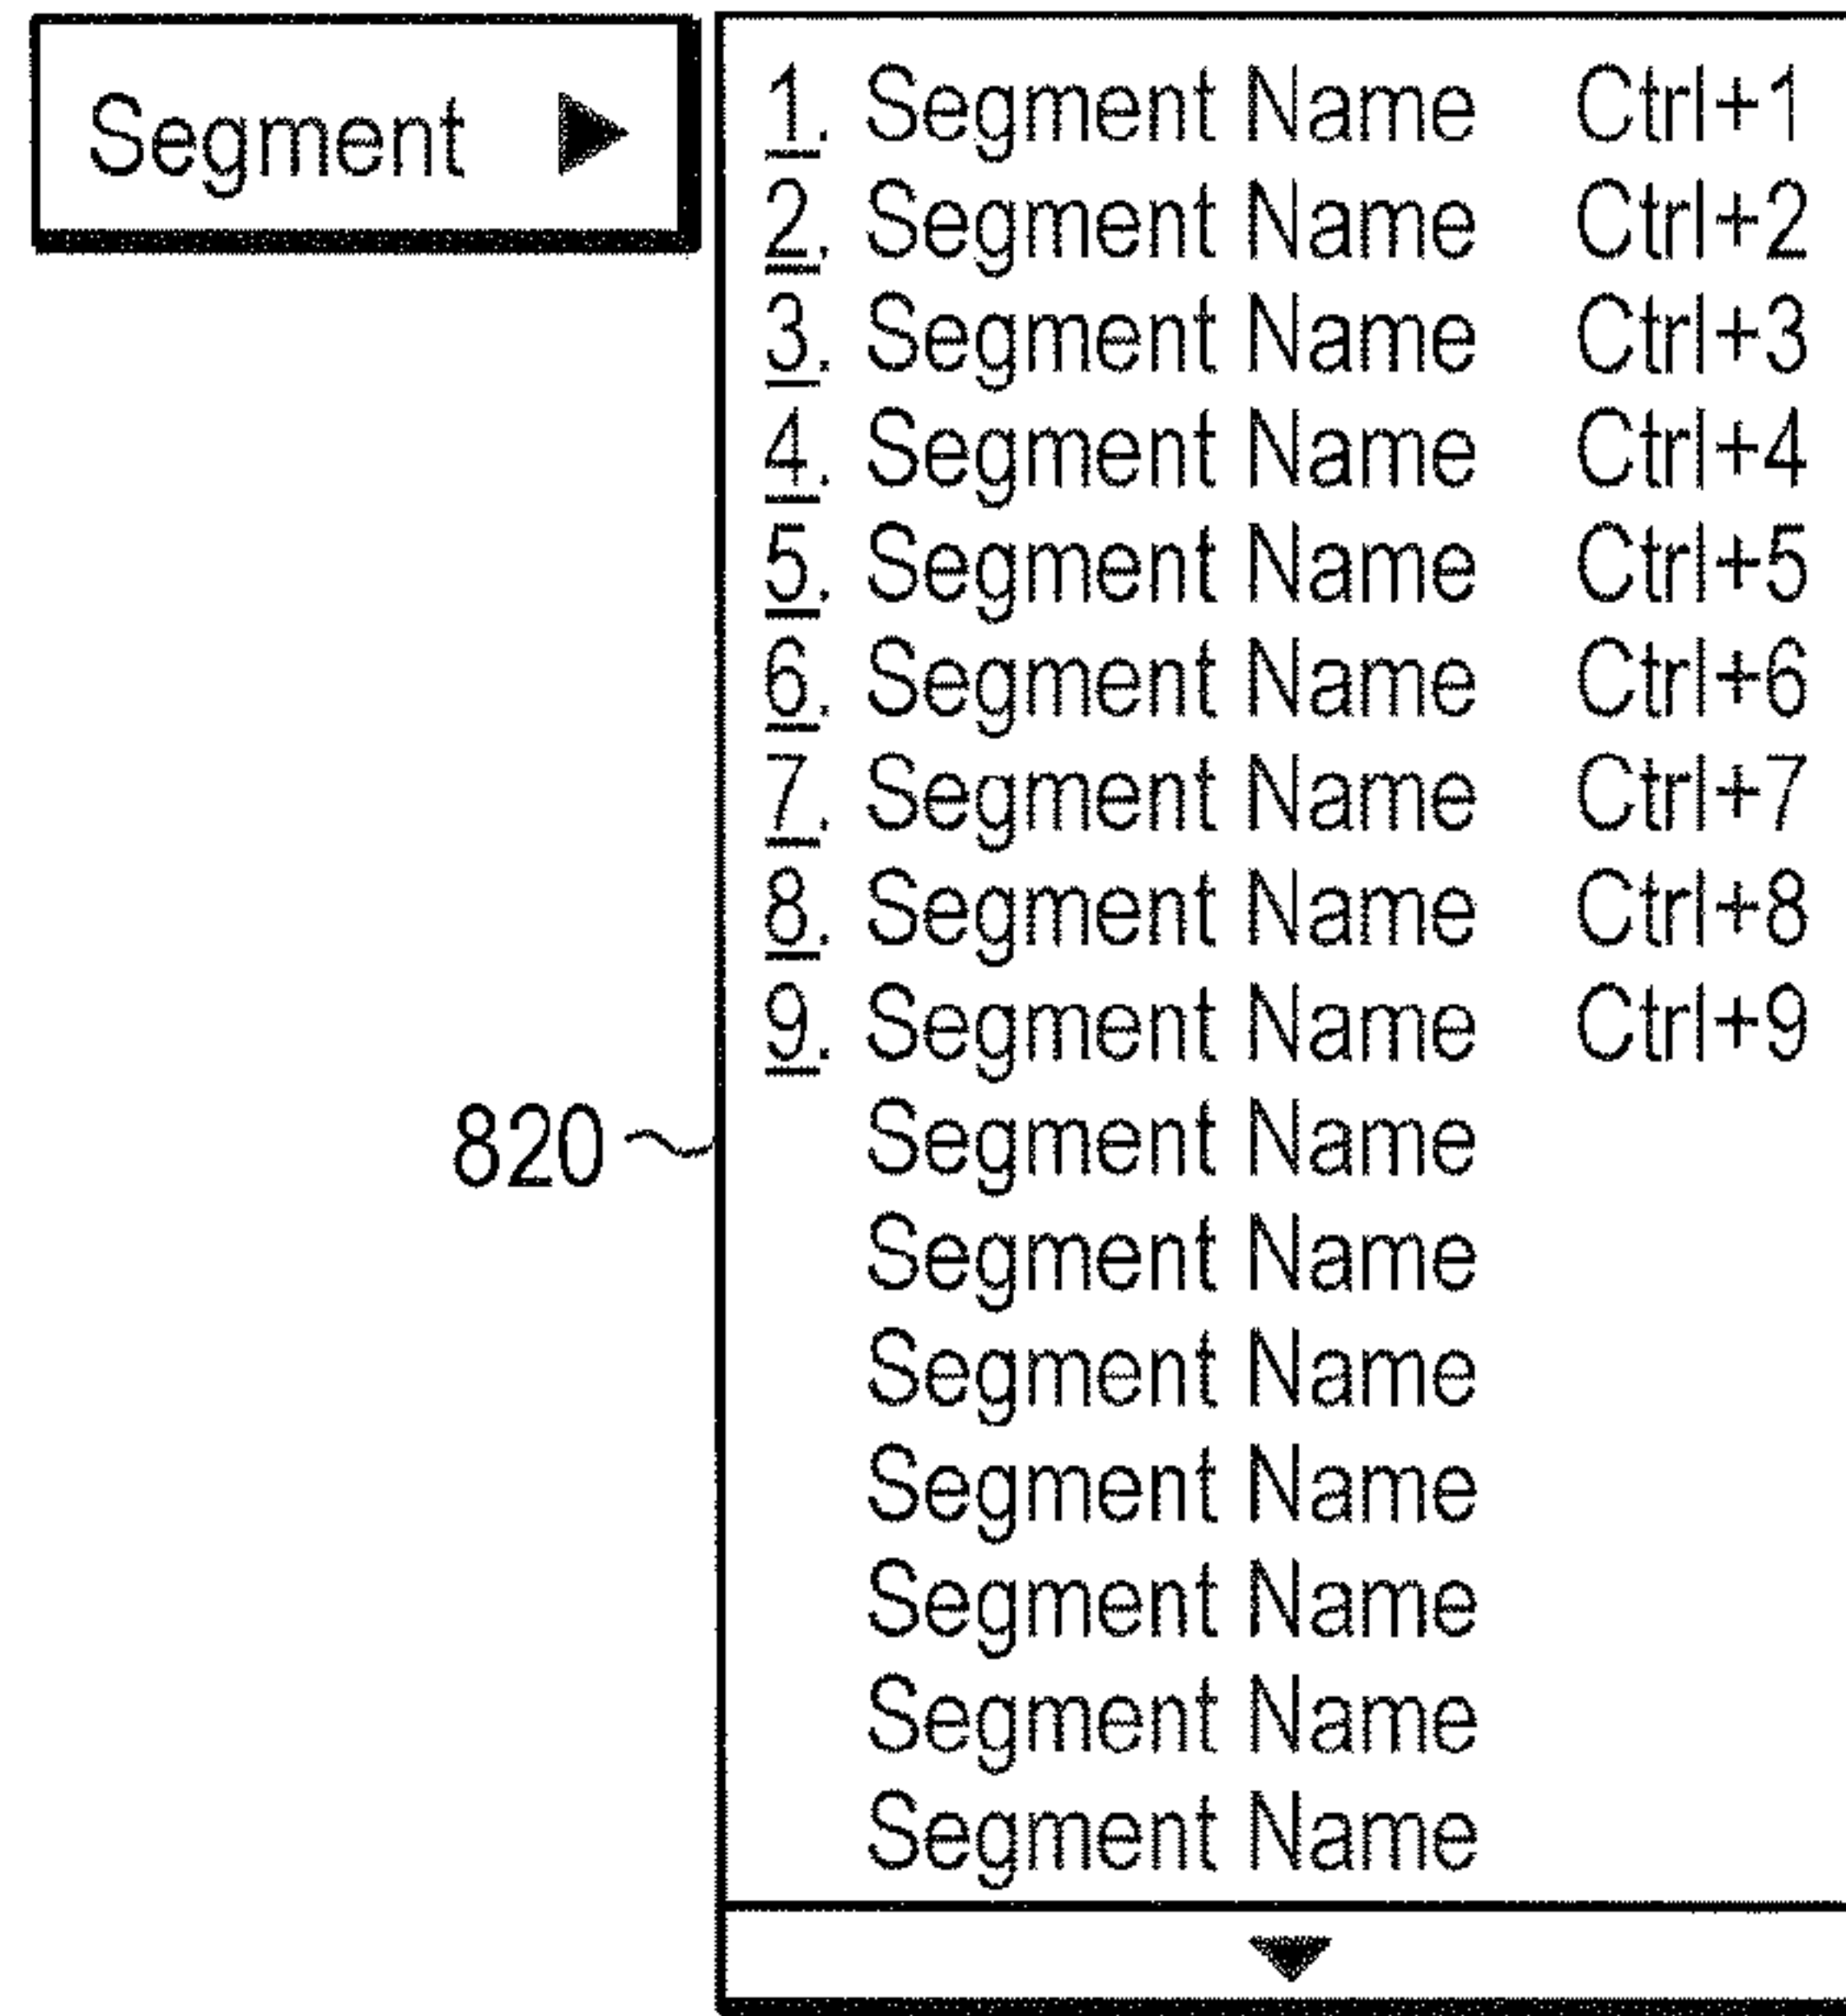 Segment ▶
1. Segment Name Ctrl+1
2. Segment Name Ctrl+2
3. Segment Name Ctrl+3
4. Segment Name Ctrl+4
5. Segment Name Ctrl+5
6. Segment Name Ctrl+6
7. Segment Name Ctrl+7
8. Segment Name Ctrl+8
9. Segment Name Ctrl+9
820 Segment Name
Segment Name
Segment Name
Segment Name
Segment Name
Segment Name
Segment Name
▼